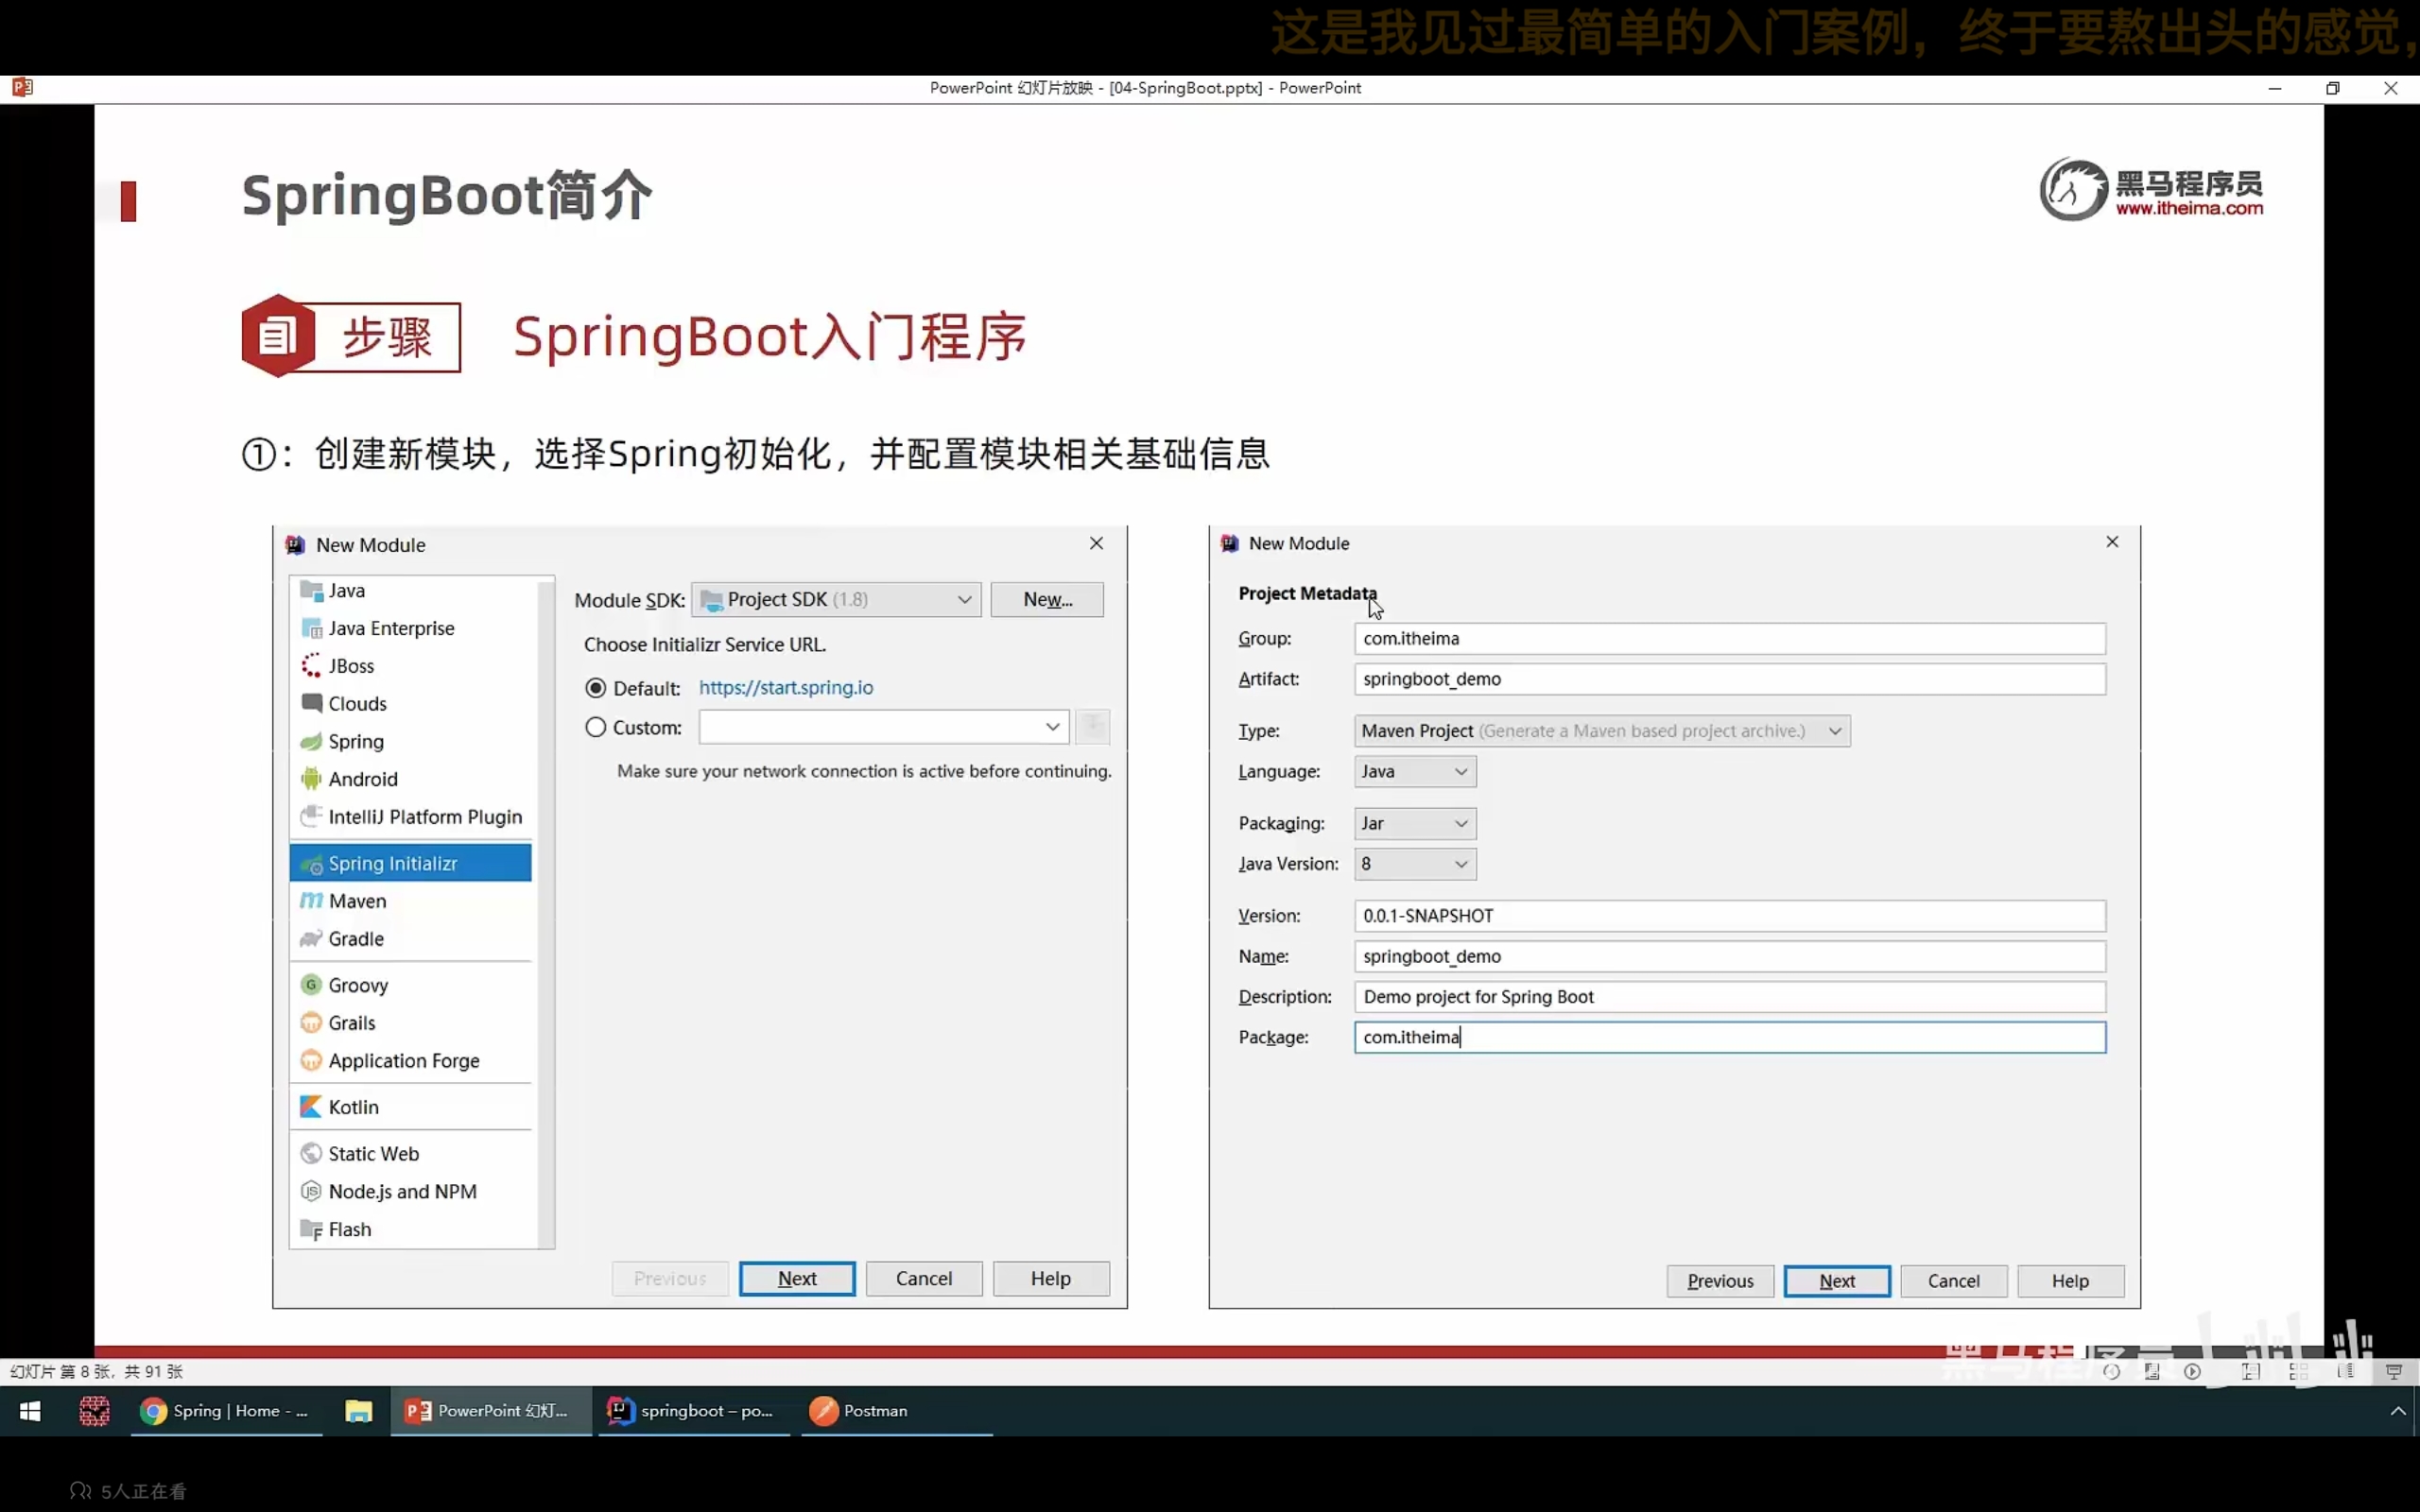 这是我见过最简单的入门案例，终于要熬出头的感觉，
PowerPoint 幻灯片放映 - [04-SpringBoot.pptx] - PowerPoint
SpringBoot简介
黑马程序员
www.itheima.com
步骤
SpringBoot入门程序
①：创建新模块，选择Spring初始化，并配置模块相关基础信息
New Module
Java
Java Enterprise
JBoss
Clouds
Spring
Android
IntelliJ Platform Plugin
Spring Initializr
Maven
Gradle
Groovy
Grails
Application Forge
Kotlin
Static Web
Node.js and NPM
Flash
Module SDK: Project SDK (1.8) New...
Choose Initializr Service URL.
Default: https://start.spring.io
Custom:
Make sure your network connection is active before continuing.
Previous Next Cancel Help
New Module
Project Metadata
Group: com.itheima
Artifact: springboot_demo
Type: Maven Project (Generate a Maven based project archive.)
Language: Java
Packaging: Jar
Java Version: 8
Version: 0.0.1-SNAPSHOT
Name: springboot_demo
Description: Demo project for Spring Boot
Package: com.itheima
Previous Next Cancel Help
黑马程序员
幻灯片 第 8 张，共 91 张
Spring | Home - ...
PowerPoint 幻灯...
springboot – po...
Postman
5人正在看